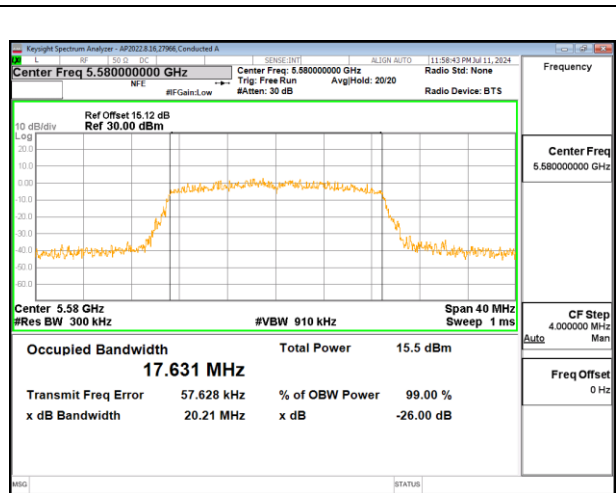 Keysight Spectrum Analyzer - AP2022.8.16,27966, Conducted A
L RF 50 Ω DC SENSE:INT ALIGN AUTO 11:58:43 PM Jul 11, 2024
Center Freq 5.580000000 GHz
NFE
#IFGain:Low
Center Freq: 5.580000000 GHz
Trig: Free Run Avg|Hold: 20/20
#Atten: 30 dB
Radio Std: None
Radio Device: BTS
Frequency
Ref Offset 15.12 dB
10 dB/div Ref 30.00 dBm
Log
20.0
10.0
0.00
-10.0
-20.0
-30.0
-40.0
-50.0
-60.0
Center 5.58 GHz Span 40 MHz
#Res BW 300 kHz #VBW 910 kHz Sweep 1 ms
Occupied Bandwidth Total Power 15.5 dBm
17.631 MHz
Transmit Freq Error 57.628 kHz % of OBW Power 99.00 %
x dB Bandwidth 20.21 MHz x dB -26.00 dB
Center Freq
5.580000000 GHz
CF Step
4.000000 MHz
Auto Man
Freq Offset
0 Hz
MSG STATUS